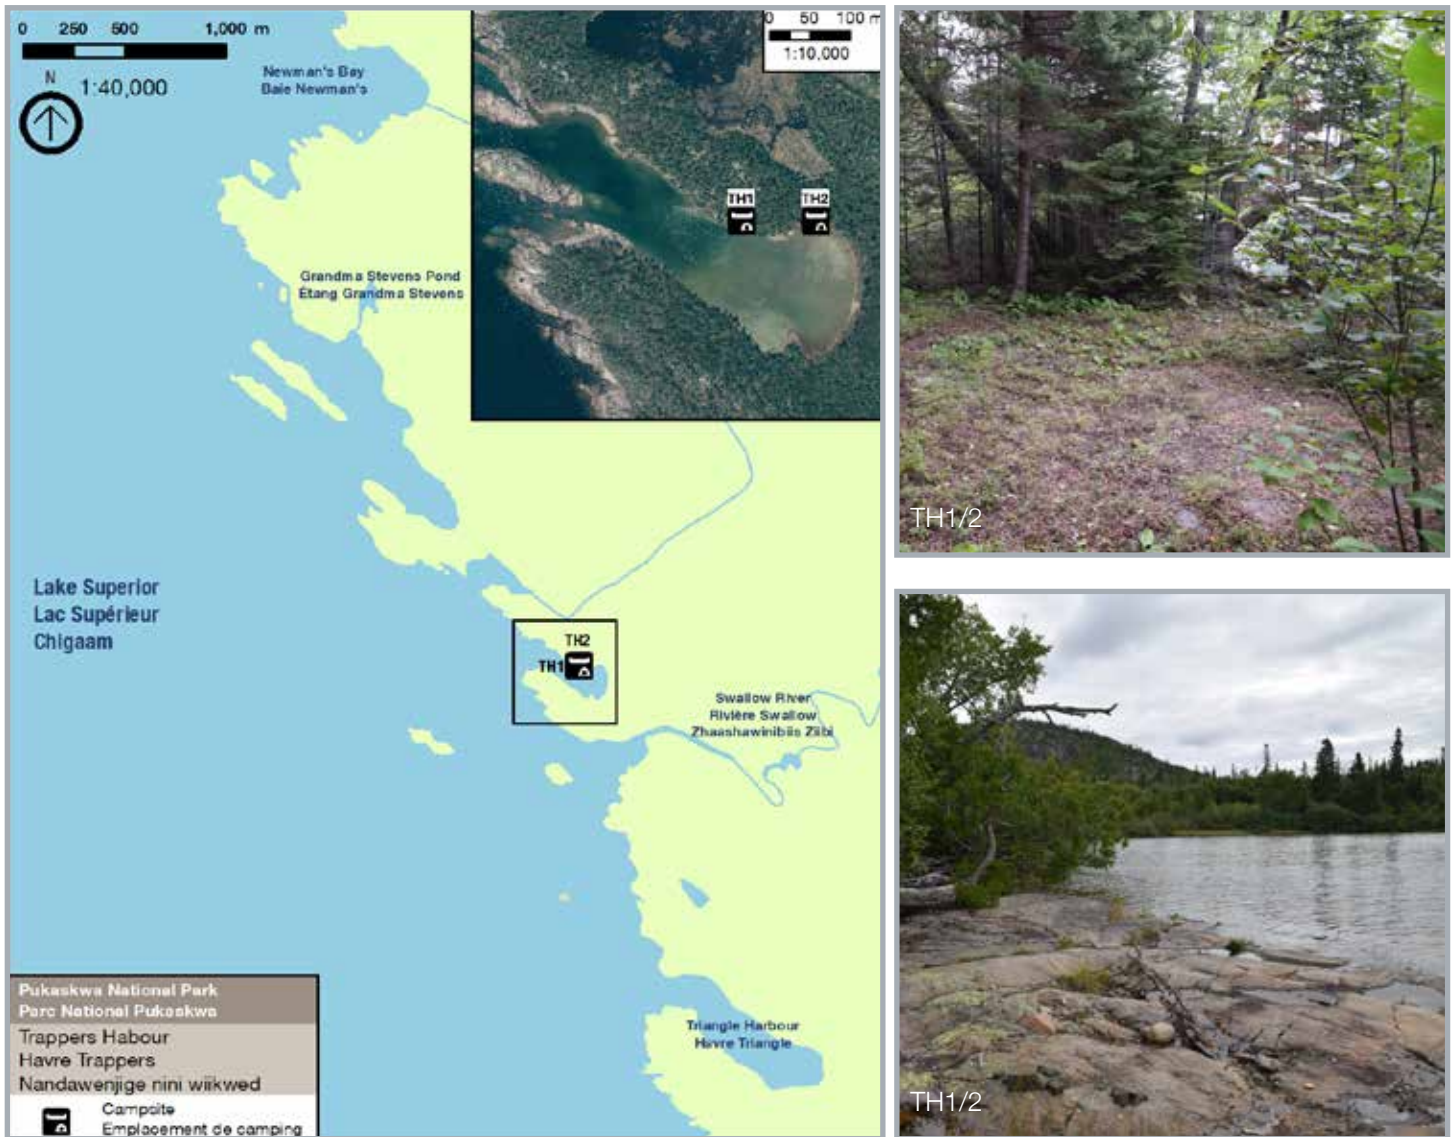 0 250 500 1,000 m
N
1:40,000
Newman's Bay
Baie Newman's
0 50 100 m
1:10,000
TH1 TH2
Grandma Stevens Pond
Étang Grandma Stevens
Lake Superior
Lac Supérieur
Chigaam
TH2
TH1
Swallow River
Rivière Swallow
Zhaashawinibiis Ziibi
Triangle Harbour
Havre Triangle
Pukaskwa National Park
Parc National Pukaskwa
Trappers Habour
Havre Trappers
Nandawenjige nini wiikwed
Campsite
Emplacement de camping
TH1/2
TH1/2